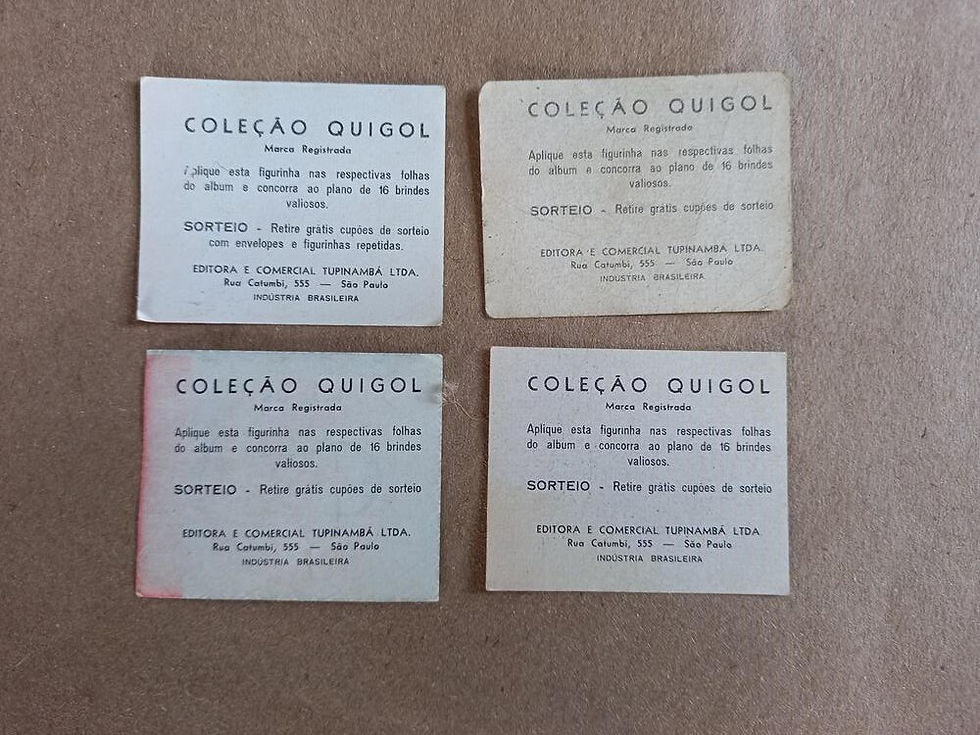 COLEÇÃO QUIGOL
Marca Registrada
Aplique esta figurinha nas respectivas folhas
do album e concorra ao plano de 16 brindes
valiosos.
SORTEIO - Retire grátis cupões de sorteio
com envelopes e figurinhas repetidas.
EDITORA E COMERCIAL TUPINAMBÁ LTDA.
Rua Catumbi, 555 — São Paulo
INDÚSTRIA BRASILEIRA
COLEÇÃO QUIGOL
Marca Registrada
Aplique esta figurinha nas respectivas folhas
do album e concorra ao plano de 16 brindes
valiosos.
SORTEIO - Retire grátis cupões de sorteio
EDITORA E COMERCIAL TUPINAMBÁ LTDA.
Rua Catumbi, 555 — São Paulo
INDÚSTRIA BRASILEIRA
COLEÇÃO QUIGOL
Marca Registrada
Aplique esta figurinha nas respectivas folhas
do album e concorra ao plano de 16 brindes
valiosos.
SORTEIO - Retire grátis cupões de sorteio
EDITORA E COMERCIAL TUPINAMBÁ LTDA.
Rua Catumbi, 555 — São Paulo
INDÚSTRIA BRASILEIRA
COLEÇÃO QUIGOL
Marca Registrada
Aplique esta figurinha nas respectivas folhas
do album e concorra ao plano de 16 brindes
valiosos.
SORTEIO - Retire grátis cupões de sorteio
EDITORA E COMERCIAL TUPINAMBÁ LTDA.
Rua Catumbi, 555 — São Paulo
INDÚSTRIA BRASILEIRA